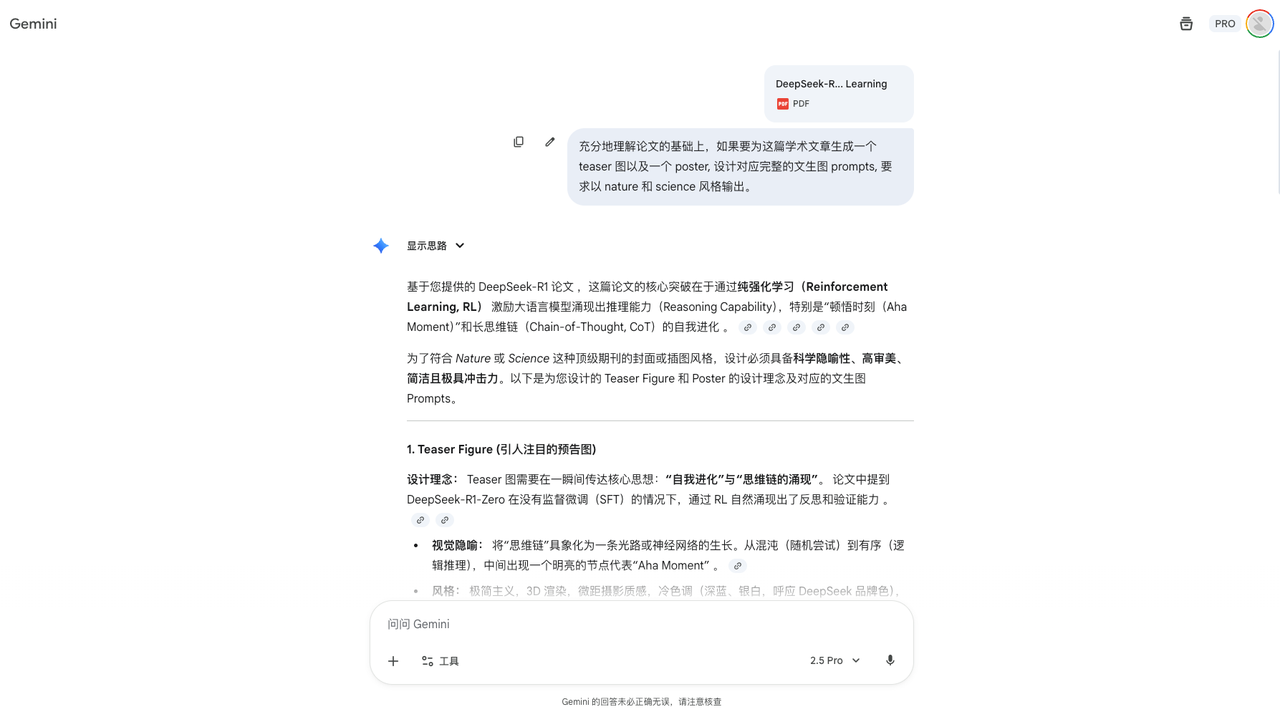 Gemini
PRO
DeepSeek-R... Learning
PDF PDF
充分地理解论文的基础上，如果要为这篇学术文章生成一个
teaser 图以及一个 poster, 设计对应完整的文生图 prompts, 要
求以 nature 和 science 风格输出。
显示思路
基于您提供的 DeepSeek-R1 论文 ，这篇论文的核心突破在于通过纯强化学习（Reinforcement
Learning, RL） 激励大语言模型涌现出推理能力（Reasoning Capability），特别是“顿悟时刻（Aha
Moment）”和长思维链（Chain-of-Thought, CoT）的自我进化 。
为了符合 Nature 或 Science 这种顶级期刊的封面或插图风格，设计必须具备科学隐喻性、高审美、
简洁且极具冲击力。以下是为您设计的 Teaser Figure 和 Poster 的设计理念及对应的文生图
Prompts。
1. Teaser Figure (引人注目的预告图)
设计理念： Teaser 图需要在一瞬间传达核心思想：“自我进化”与“思维链的涌现”。 论文中提到
DeepSeek-R1-Zero 在没有监督微调（SFT）的情况下，通过 RL 自然涌现出了反思和验证能力 。
• 视觉隐喻： 将“思维链”具象化为一条光路或神经网络的生长。从混沌（随机尝试）到有序（逻
辑推理），中间出现一个明亮的节点代表“Aha Moment” 。
• 风格： 极简主义，3D 渲染，微距摄影质感，冷色调（深蓝、银白，呼应 DeepSeek 品牌色），
问问 Gemini
工具
2.5 Pro
Gemini 的回答未必正确无误，请注意核查